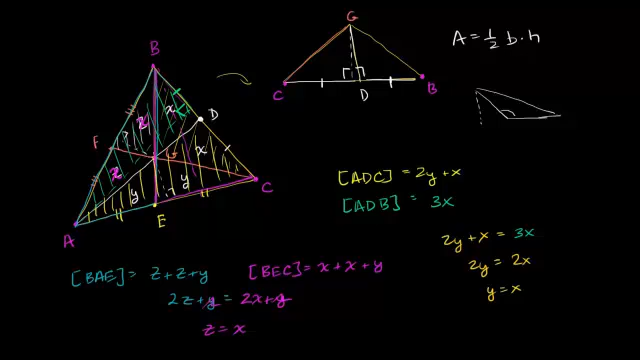 G
A = 1/2 b · h
B
C
D
B
z
x
D
F
z
G
x
y
y
C
A
E
[ADC] = 2y + x
[ADB] = 3x
2y + x = 3x
2y = 2x
y = x
[BAE] = z + z + y
[BEC] = x + x + y
2z + y = 2x + y
z = x